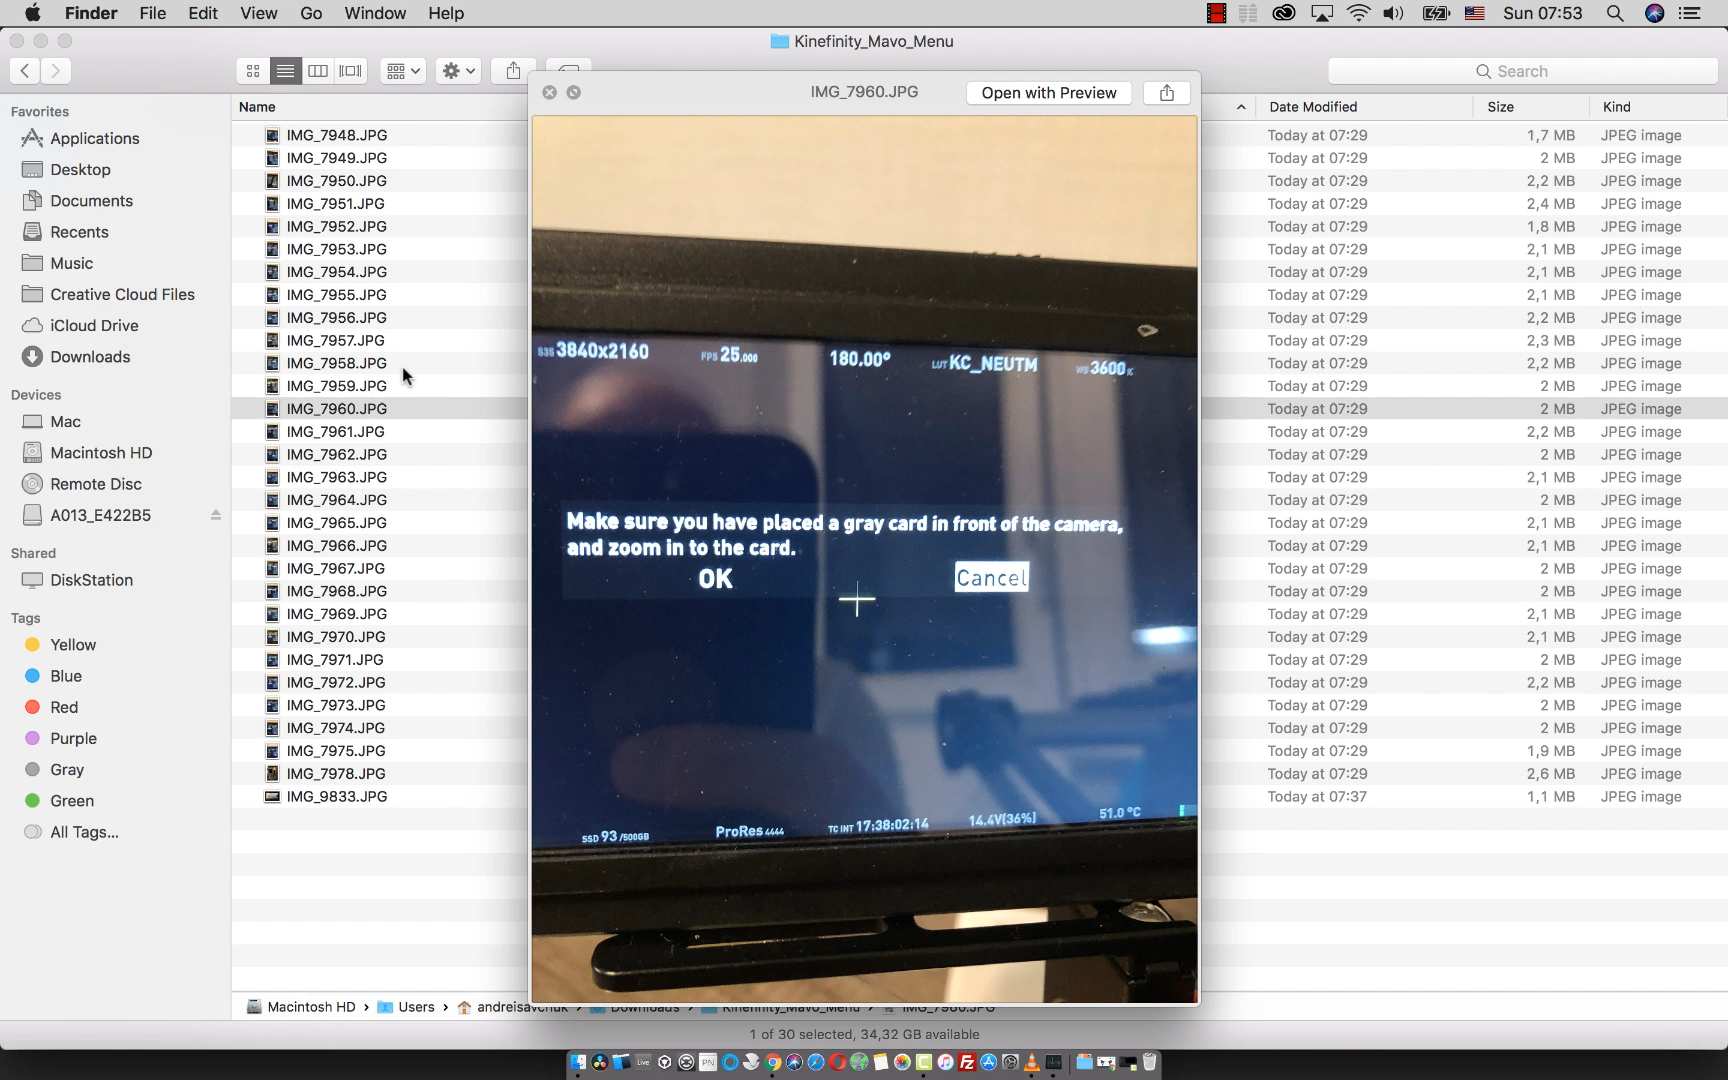 Finder File Edit View Go Window Help Sun 07:53
Kinefinity_Mavo_Menu
Search
IMG_7960.JPG Open with Preview
Favorites
Applications
Desktop
Documents
Recents
Music
Creative Cloud Files
iCloud Drive
Downloads
Devices
Mac
Macintosh HD
Remote Disc
A013_E422B5
Shared
DiskStation
Tags
Yellow
Blue
Red
Purple
Gray
Green
All Tags...
Name Date Modified Size Kind
IMG_7948.JPG Today at 07:29 1,7 MB JPEG image
IMG_7949.JPG Today at 07:29 2 MB JPEG image
IMG_7950.JPG Today at 07:29 2,2 MB JPEG image
IMG_7951.JPG Today at 07:29 2,4 MB JPEG image
IMG_7952.JPG Today at 07:29 1,8 MB JPEG image
IMG_7953.JPG Today at 07:29 2,1 MB JPEG image
IMG_7954.JPG Today at 07:29 2,1 MB JPEG image
IMG_7955.JPG Today at 07:29 2,1 MB JPEG image
IMG_7956.JPG Today at 07:29 2,2 MB JPEG image
IMG_7957.JPG Today at 07:29 2,3 MB JPEG image
IMG_7958.JPG Today at 07:29 2,2 MB JPEG image
IMG_7959.JPG Today at 07:29 2 MB JPEG image
IMG_7960.JPG Today at 07:29 2 MB JPEG image
IMG_7961.JPG Today at 07:29 2,2 MB JPEG image
IMG_7962.JPG Today at 07:29 2 MB JPEG image
IMG_7963.JPG Today at 07:29 2,1 MB JPEG image
IMG_7964.JPG Today at 07:29 2 MB JPEG image
IMG_7965.JPG Today at 07:29 2,1 MB JPEG image
IMG_7966.JPG Today at 07:29 2,1 MB JPEG image
IMG_7967.JPG Today at 07:29 2 MB JPEG image
IMG_7968.JPG Today at 07:29 2 MB JPEG image
IMG_7969.JPG Today at 07:29 2,1 MB JPEG image
IMG_7970.JPG Today at 07:29 2,1 MB JPEG image
IMG_7971.JPG Today at 07:29 2 MB JPEG image
IMG_7972.JPG Today at 07:29 2,2 MB JPEG image
IMG_7973.JPG Today at 07:29 2 MB JPEG image
IMG_7974.JPG Today at 07:29 2 MB JPEG image
IMG_7975.JPG Today at 07:29 1,9 MB JPEG image
IMG_7978.JPG Today at 07:29 2,6 MB JPEG image
IMG_9833.JPG Today at 07:37 1,1 MB JPEG image
S35 3840x2160 FPS 25.000 180.00° LUT KC_NEUTM WB 3600K
Make sure you have placed a gray card in front of the camera,
and zoom in to the card.
OK Cancel
SSD 93/500GB ProRes 4444 TC INT 17:38:02:14 14.4V(36%) 51.0 °C
Macintosh HD › Users › andreisavchuk › Downloads › Kinefinity_Mavo_Menu › IMG_7960.JPG
1 of 30 selected, 34,32 GB available